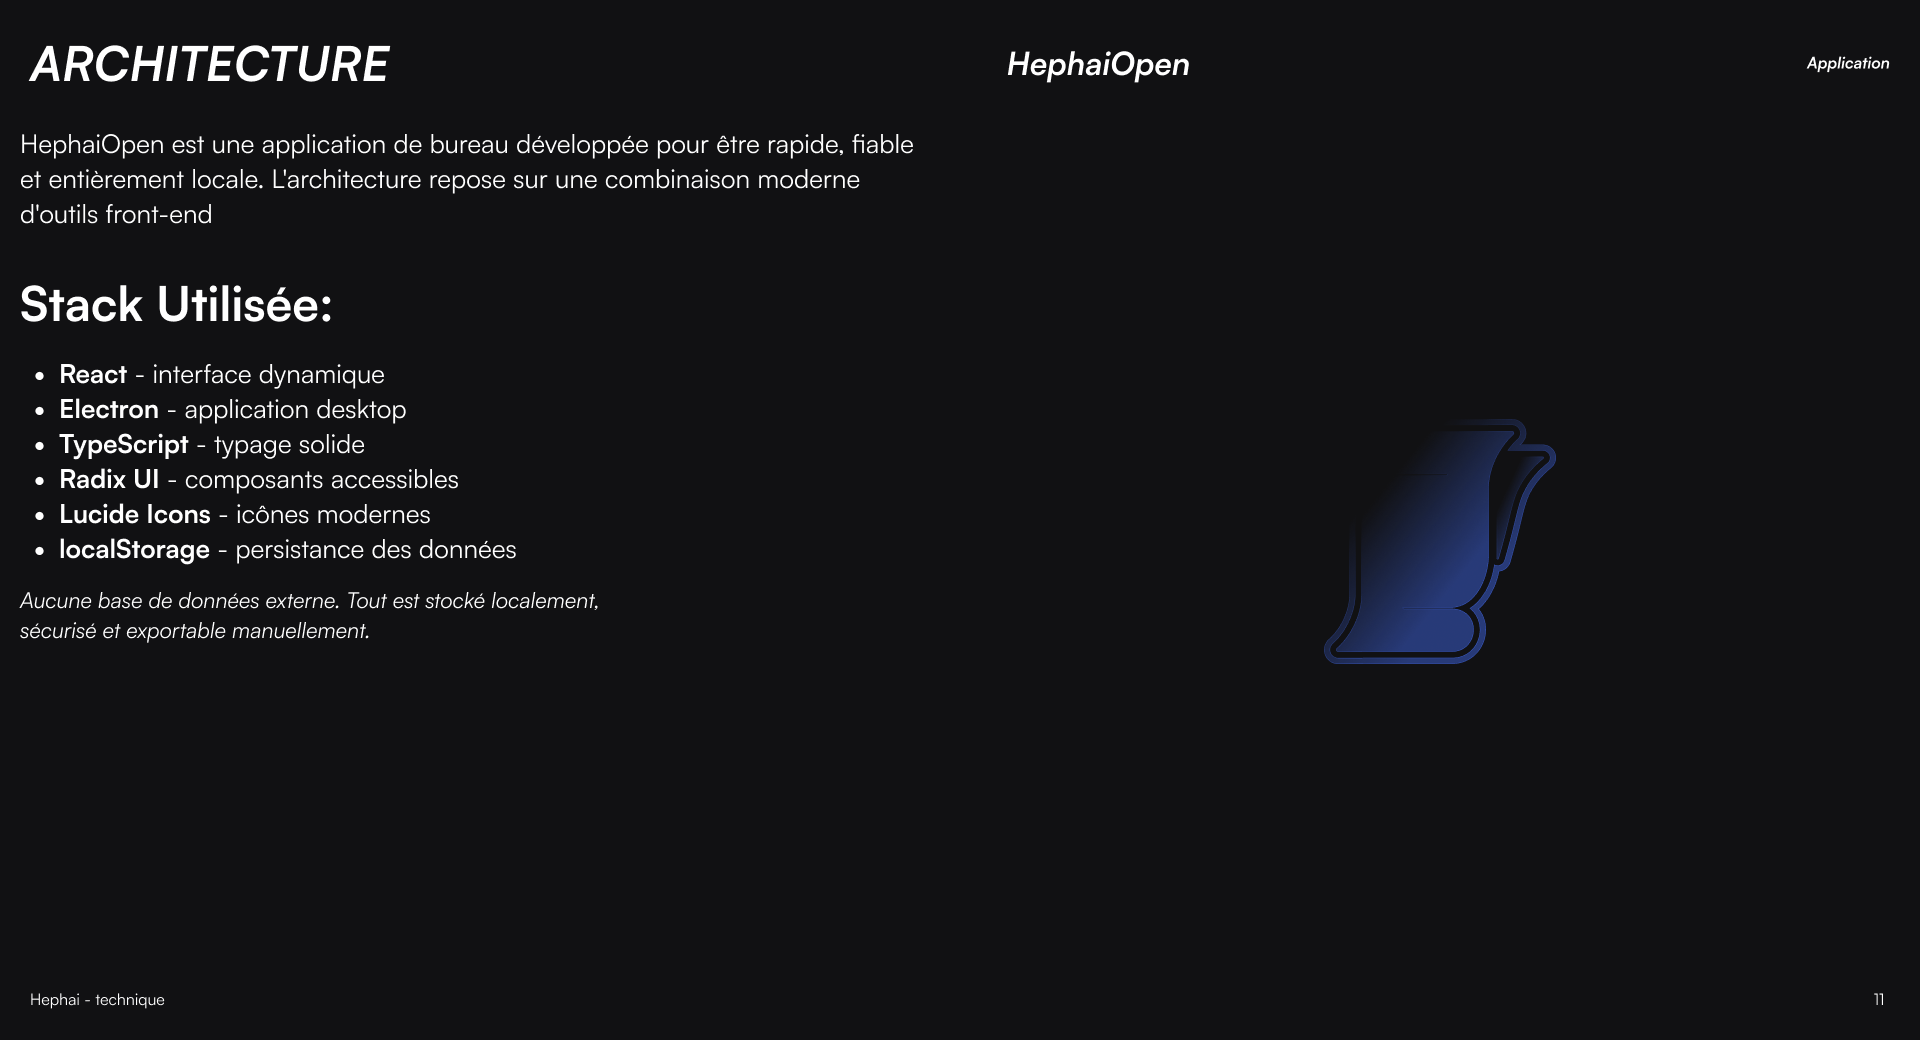 ARCHITECTURE
HephaiOpen
Application
HephaiOpen est une application de bureau développée pour être rapide, fiable
et entièrement locale. L'architecture repose sur une combinaison moderne
d'outils front-end
Stack Utilisée:
• React - interface dynamique
• Electron - application desktop
• TypeScript - typage solide
• Radix UI - composants accessibles
• Lucide Icons - icônes modernes
• localStorage - persistance des données
Aucune base de données externe. Tout est stocké localement,
sécurisé et exportable manuellement.
Hephai - technique
11